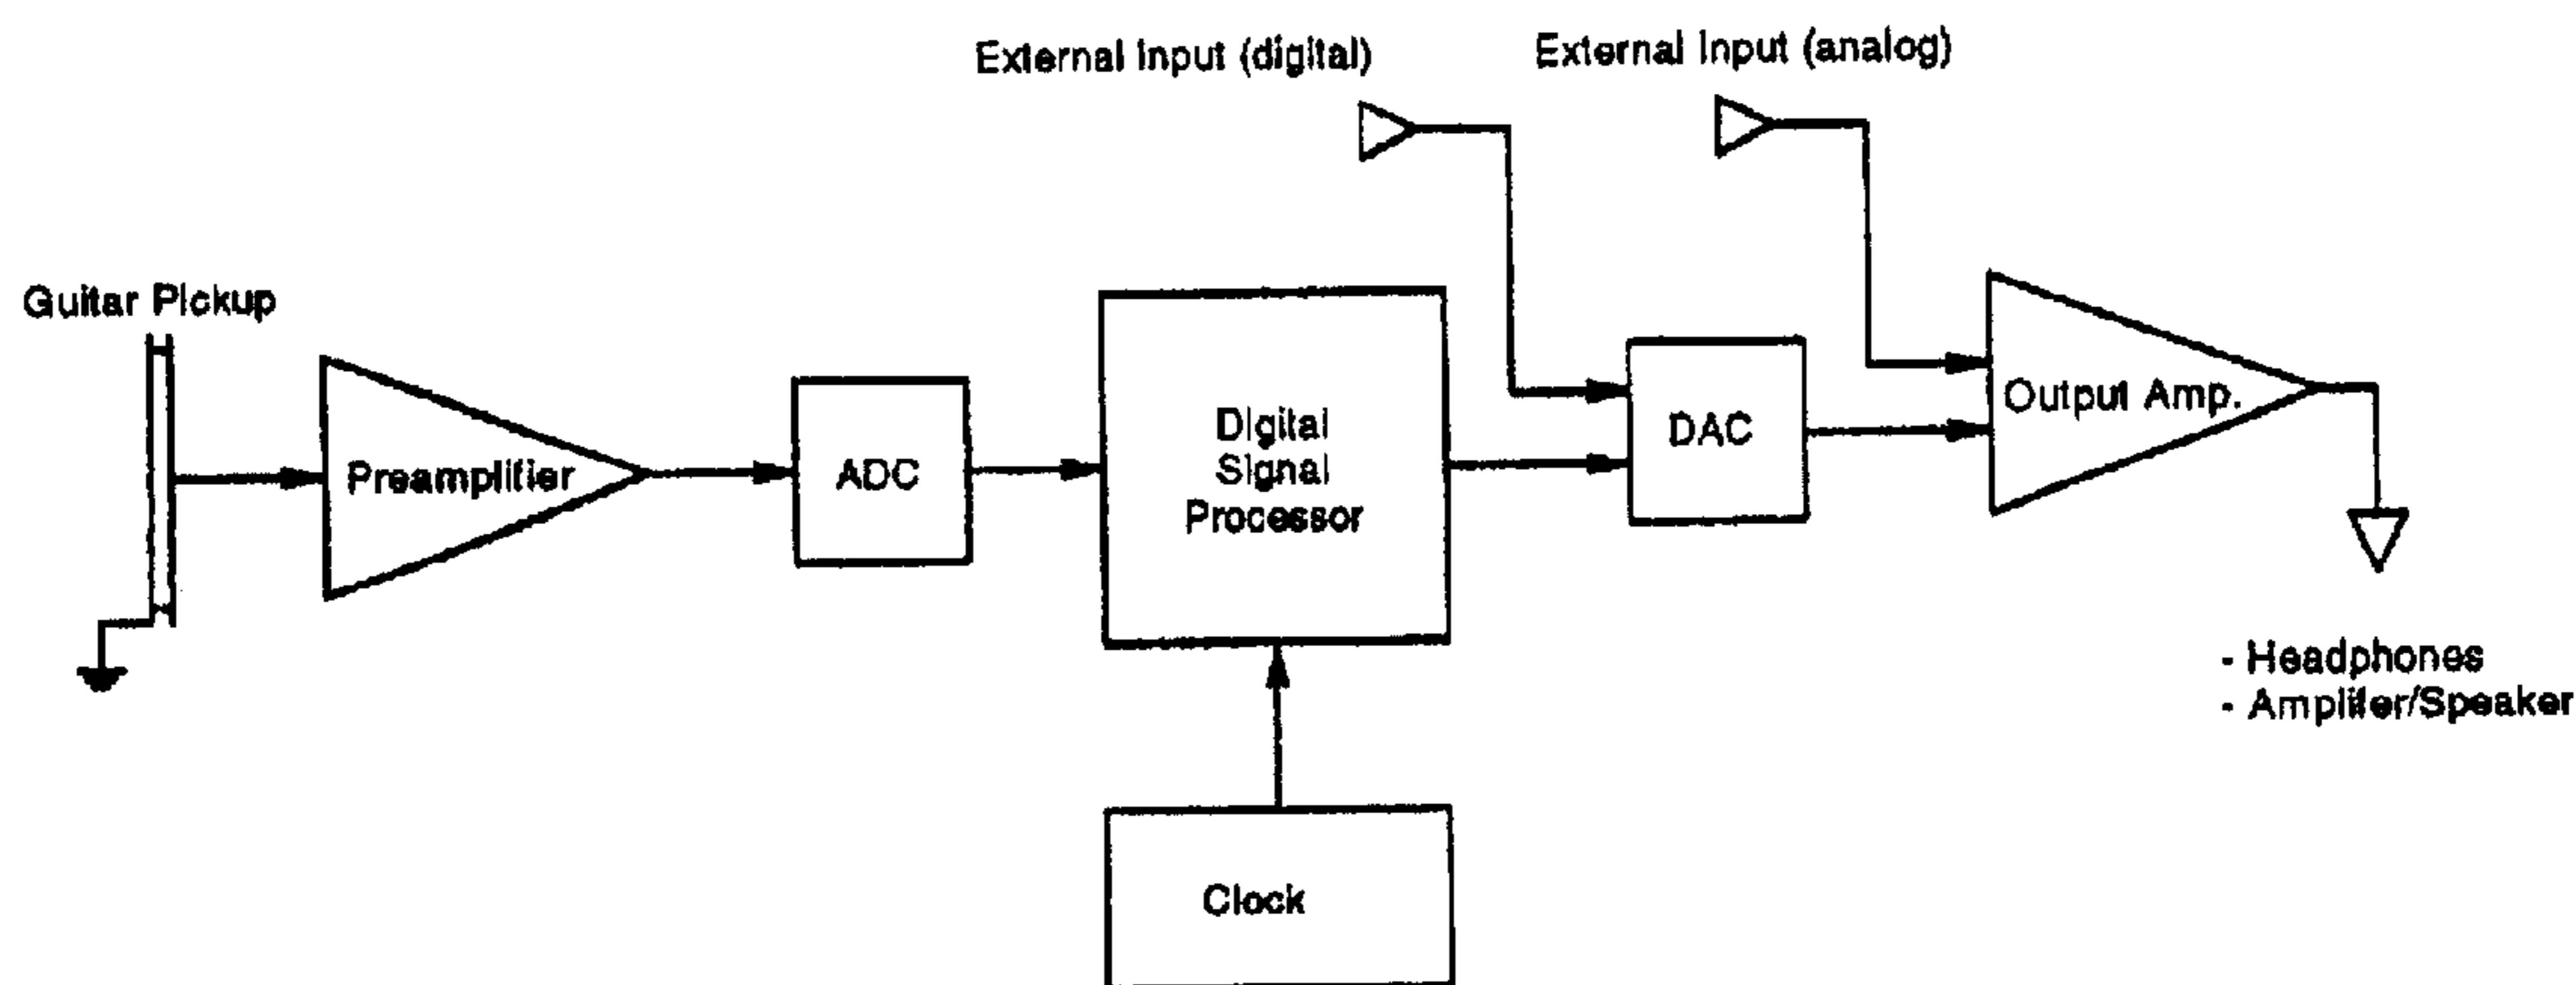 External Input (digital)
External Input (analog)
Guitar Pickup
Preamplifier
ADC
Digital
Signal
Processor
DAC
Output Amp.
- Headphones
- Amplifer/Speaker
Clock